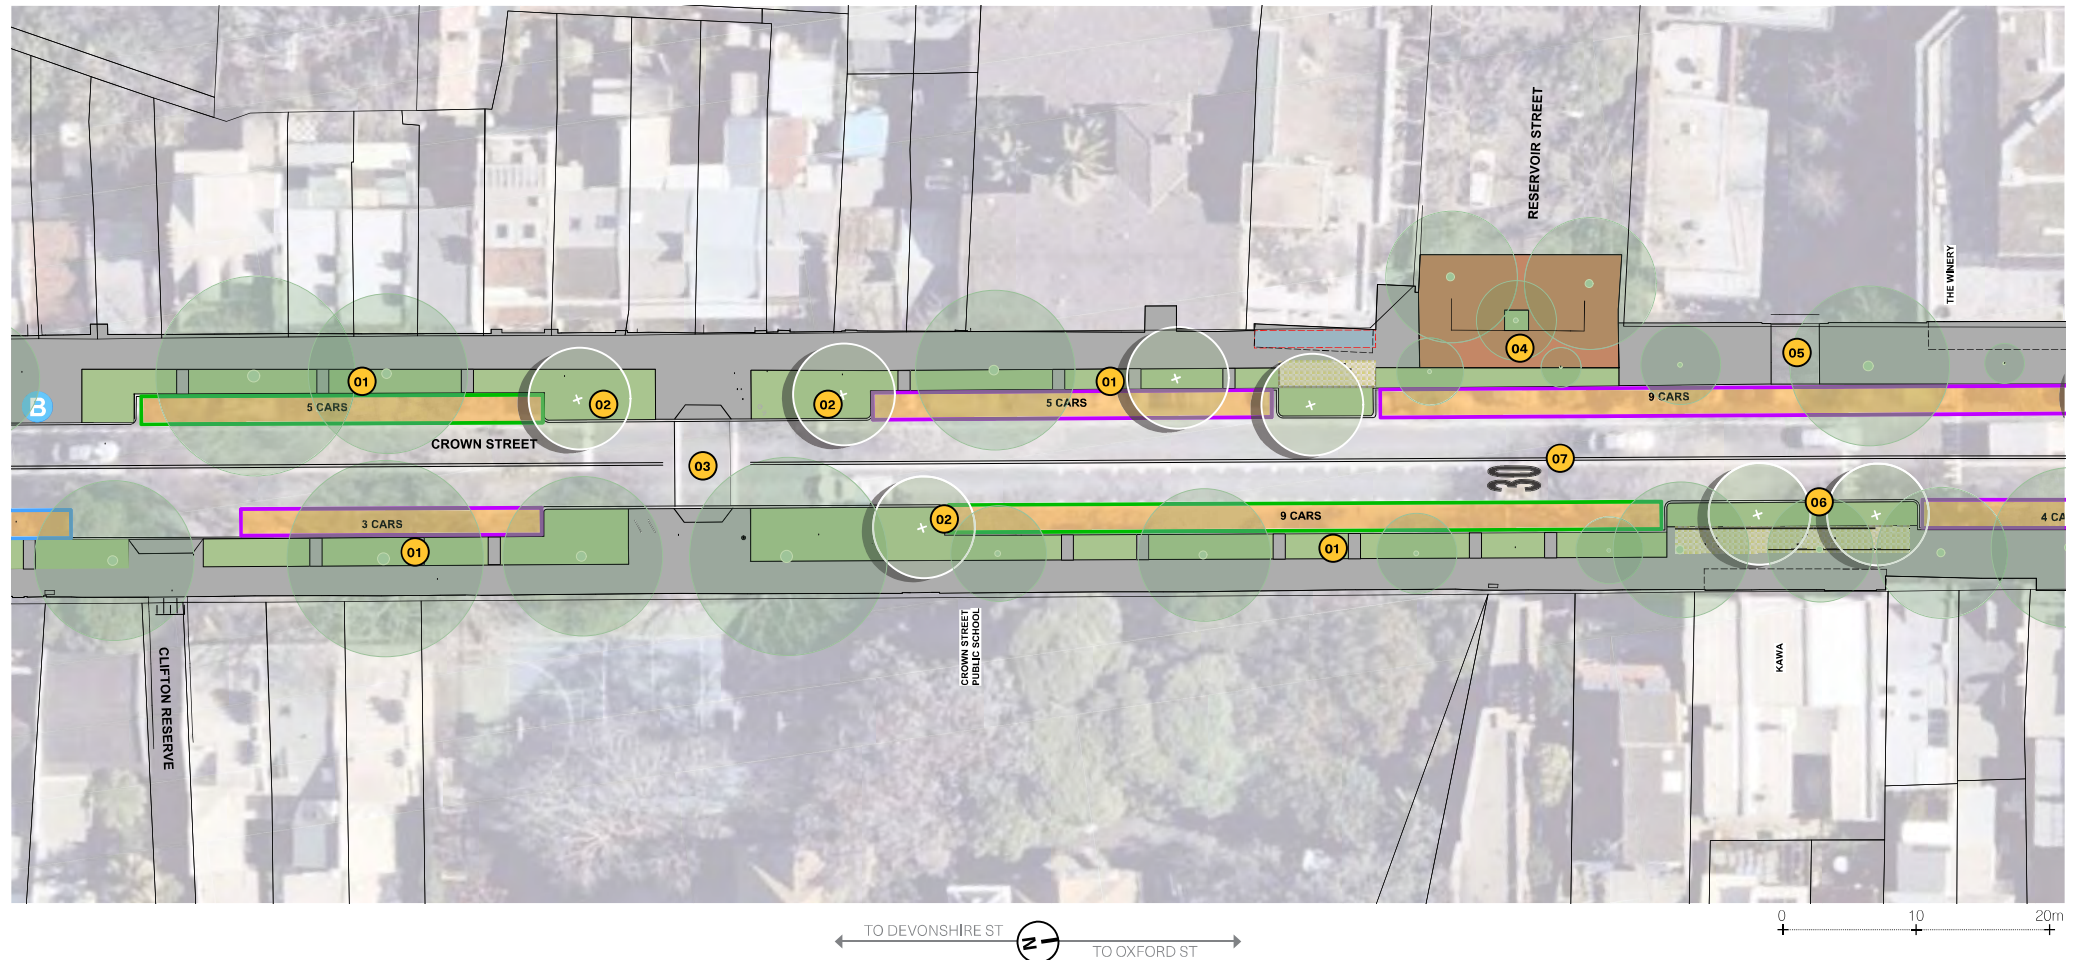 RESERVOIR STREET
THE WINERY
04
05
01
01
B
5 CARS
02
02
5 CARS
9 CARS
CROWN STREET
03
07
30
06
3 CARS
02
9 CARS
4 CA
01
01
CLIFTON RESERVE
CROWN STREET
PUBLIC SCHOOL
KAWA
TO DEVONSHIRE ST
N
TO OXFORD ST
0 10 20m